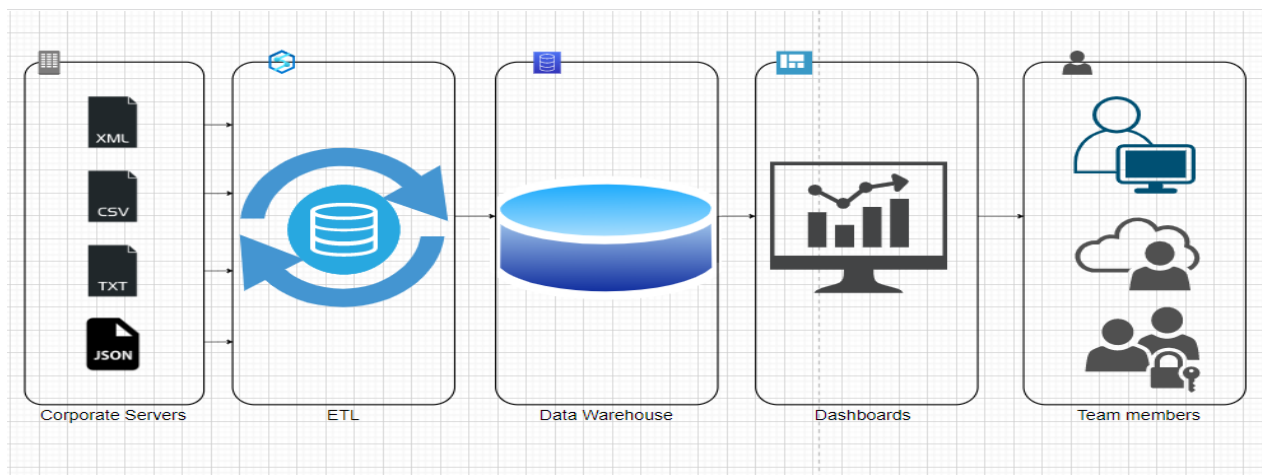 XML
CSV
TXT
JSON
Corporate Servers
ETL
Data Warehouse
Dashboards
Team members